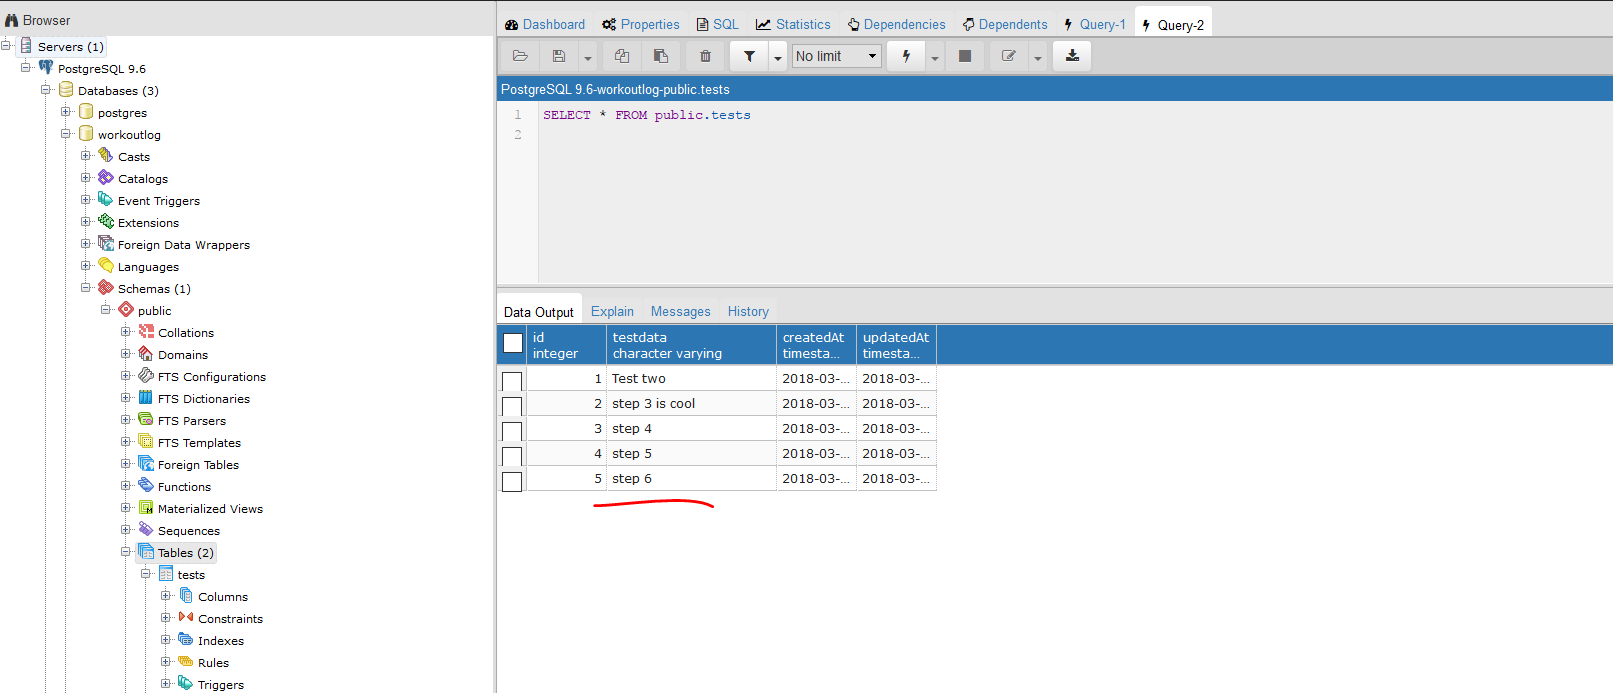 Browser
Servers (1)
PostgreSQL 9.6
Databases (3)
postgres
workoutlog
Casts
Catalogs
Event Triggers
Extensions
Foreign Data Wrappers
Languages
Schemas (1)
public
Collations
Domains
FTS Configurations
FTS Dictionaries
FTS Parsers
FTS Templates
Foreign Tables
Functions
Materialized Views
Sequences
Tables (2)
tests
Columns
Constraints
Indexes
Rules
Triggers
Dashboard Properties SQL Statistics Dependencies Dependents Query-1 Query-2
No limit
PostgreSQL 9.6-workoutlog-public.tests
1 SELECT * FROM public.tests
2
Data Output Explain Messages History
id testdata createdAt updatedAt
integer character varying timesta... timesta...
1 Test two 2018-03-... 2018-03-...
2 step 3 is cool 2018-03-... 2018-03-...
3 step 4 2018-03-... 2018-03-...
4 step 5 2018-03-... 2018-03-...
5 step 6 2018-03-... 2018-03-...